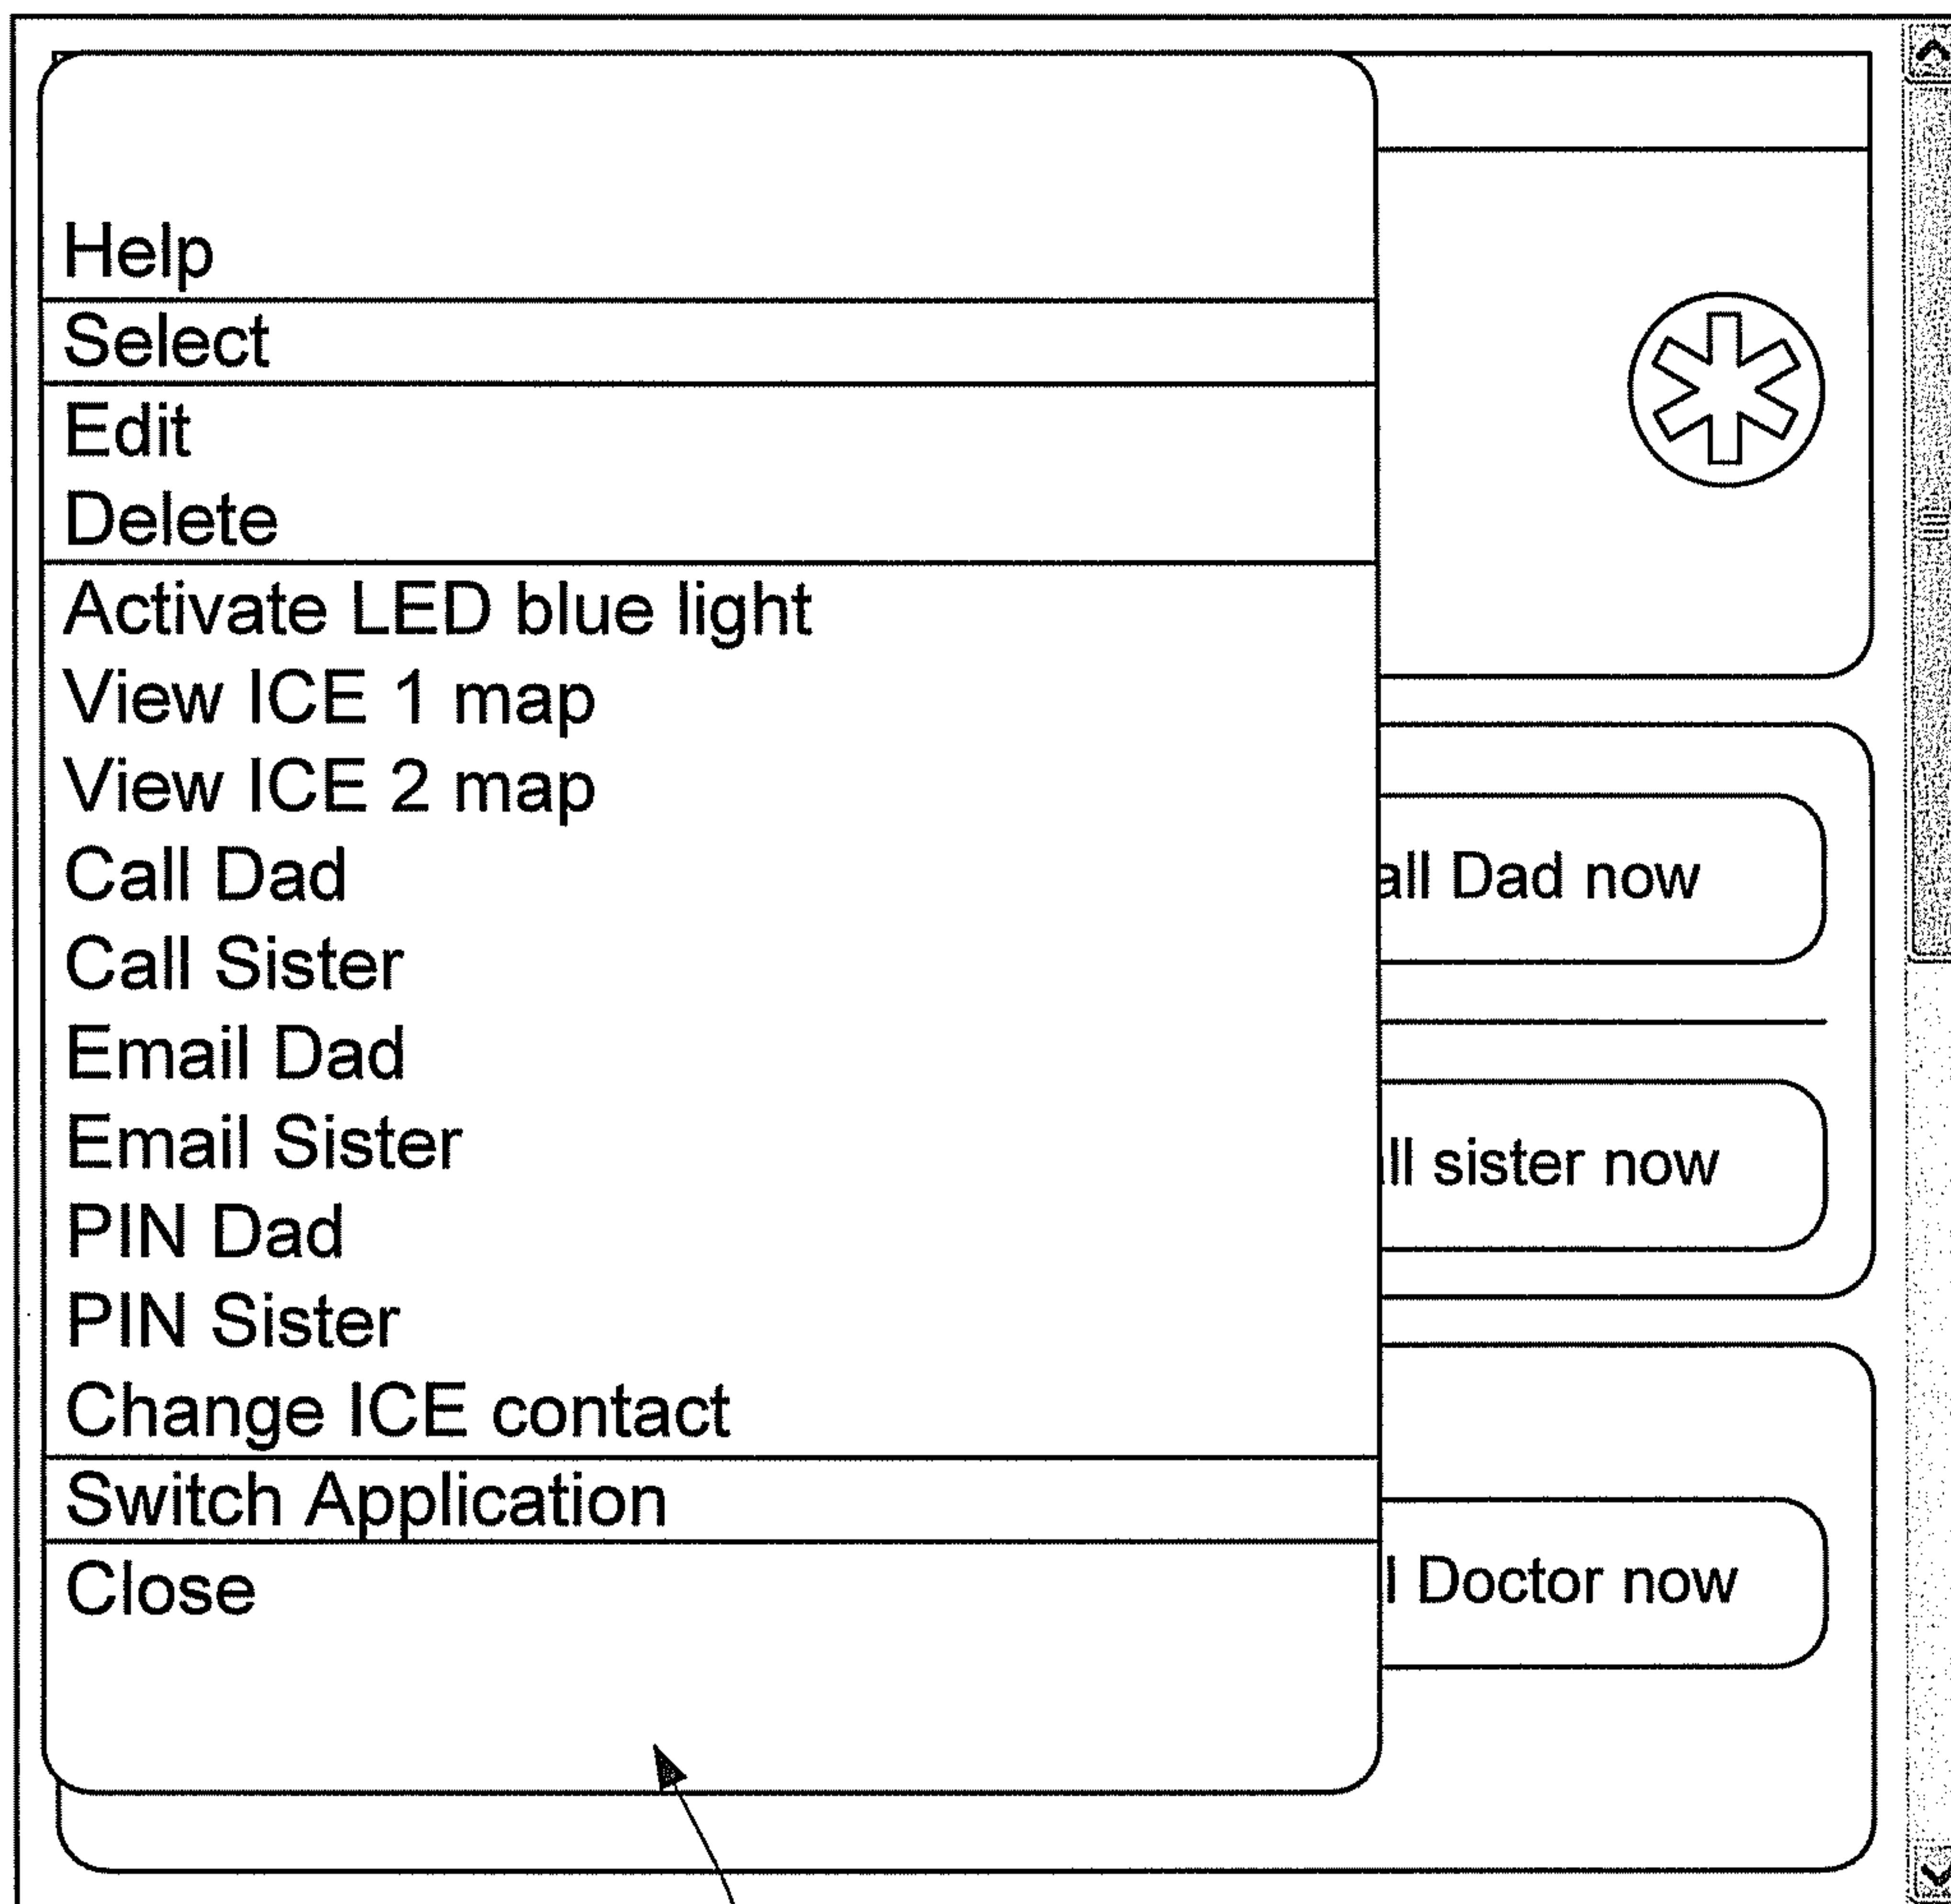 Help
Select
Edit
Delete
Activate LED blue light
View ICE 1 map
View ICE 2 map
Call Dad
Call Sister
Email Dad
Email Sister
PIN Dad
PIN Sister
Change ICE contact
Switch Application
Close
all Dad now
ll sister now
l Doctor now